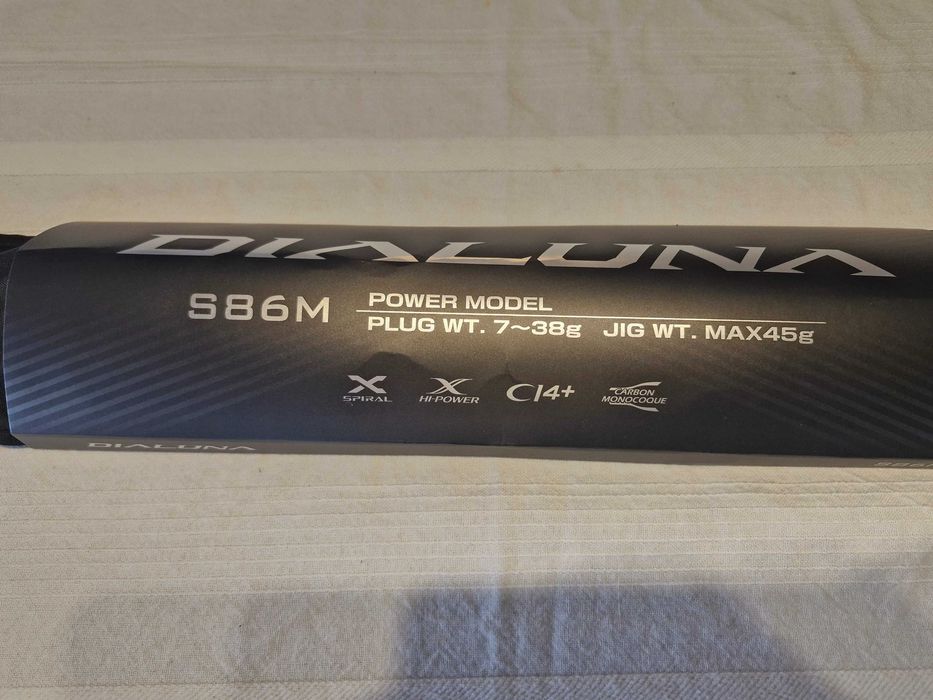 DIALUNA
S86M
POWER MODEL
PLUG WT. 7~38g JIG WT. MAX45g
X SPIRAL
X HI-POWER
CI4+
CARBON MONOCOQUE
DIALUNA